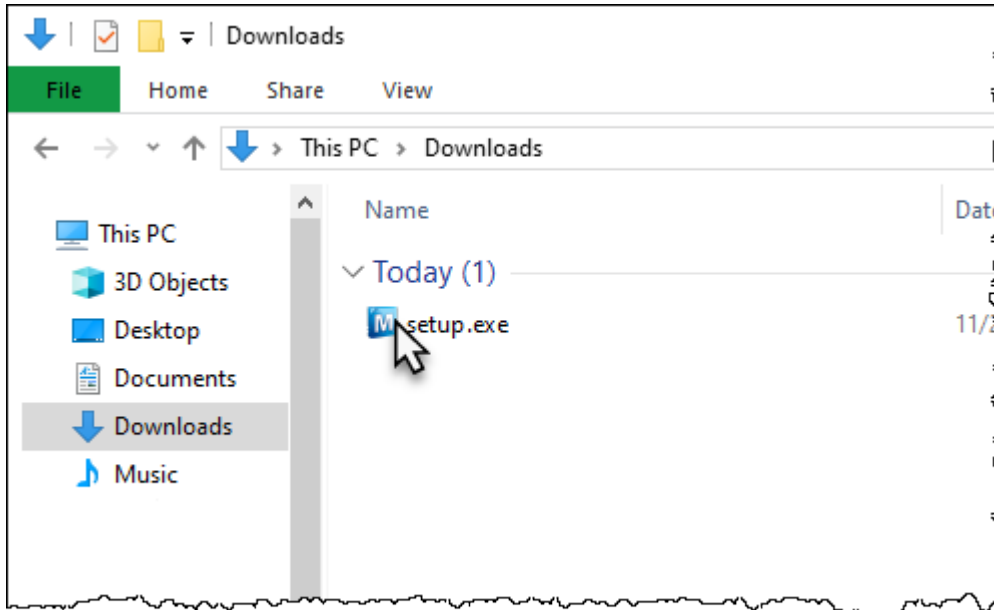 Downloads
File Home Share View
This PC > Downloads
Name
This PC
3D Objects
Desktop
Documents
Downloads
Music
Today (1)
M setup.exe
11/